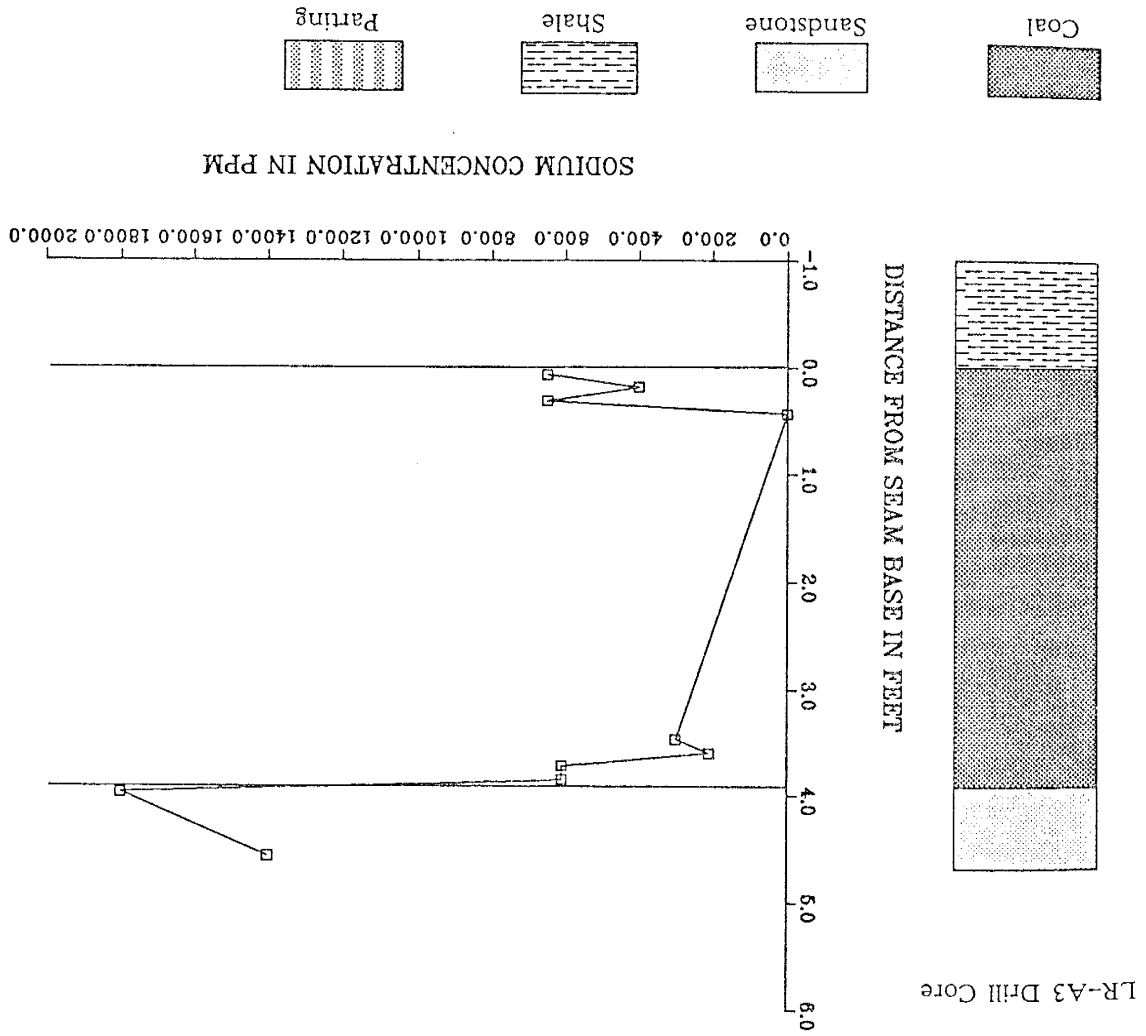 LR-A3 Drill Core
6.0
5.0
4.0
3.0
2.0
1.0
0.0
-1.0
DISTANCE FROM SEAM BASE IN FEET
0.0 200.0 400.0 600.0 800.0 1000.0 1200.0 1400.0 1600.0 1800.0 2000.0
SODIUM CONCENTRATION IN PPM
Coal Sandstone Shale Parting